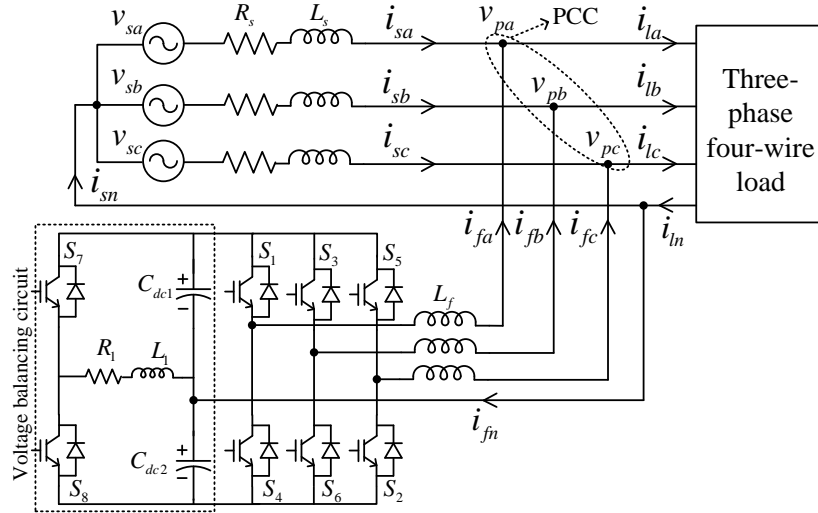 v_sa R_s L_s i_sa v_pa PCC i_la
v_sb i_sb v_pb i_lb
v_sc i_sc v_pc i_lc
Three-
phase
four-wire
load
i_sn i_fa i_fb i_fc i_ln
Voltage balancing circuit
S_7 C_dc1 + − S_1 S_3 S_5
L_f
R_1 L_1
i_fn
C_dc2 + −
S_8 S_4 S_6 S_2